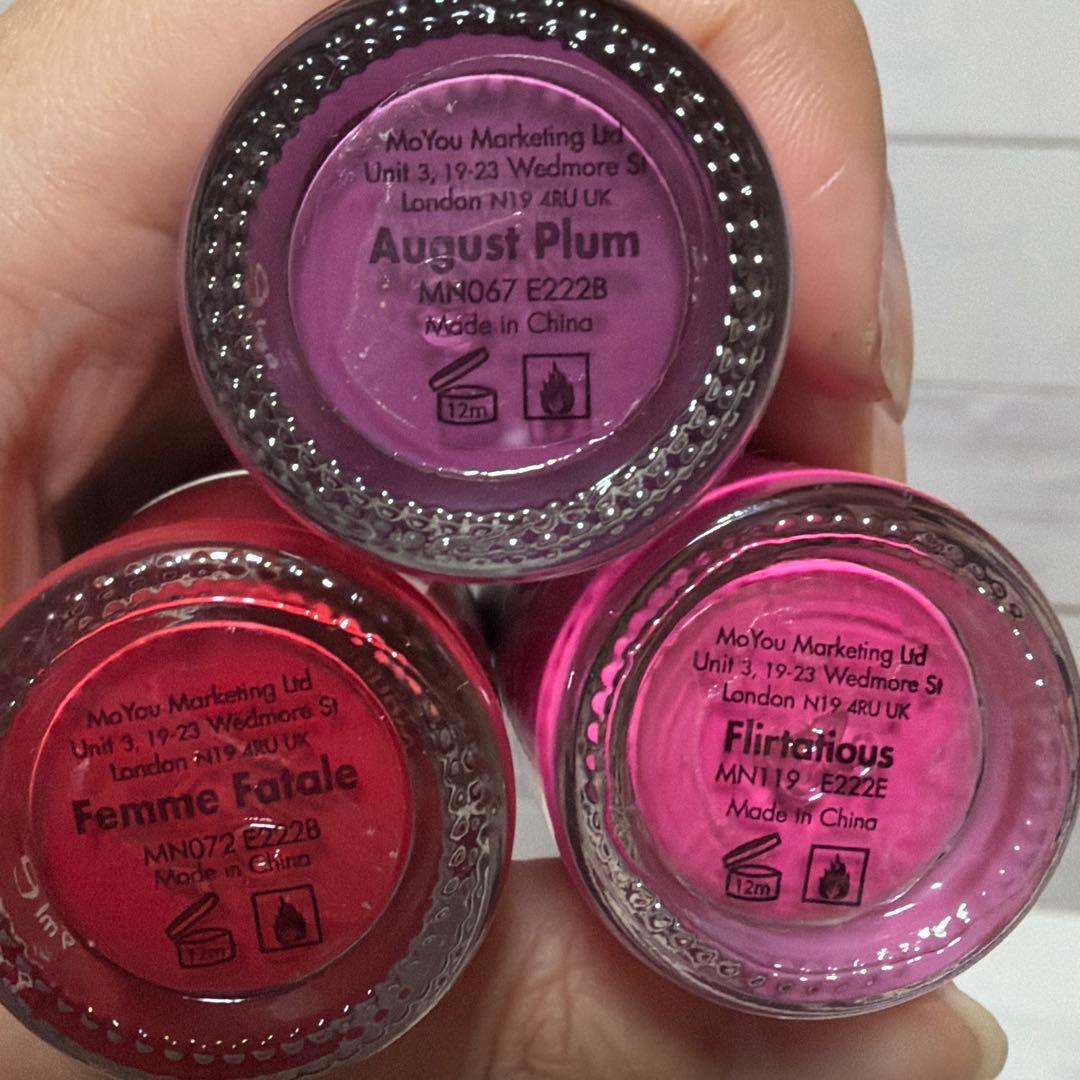 MoYou Marketing Ltd
Unit 3, 19-23 Wedmore St
London N19 4RU UK
August Plum
MN067 E222B
Made in China
12m
MoYou Marketing Ltd
Unit 3, 19-23 Wedmore St
London N19 4RU UK
Femme Fatale
MN072 E222B
Made in China
12m
MoYou Marketing Ltd
Unit 3, 19-23 Wedmore St
London N19 4RU UK
Flirtatious
MN119 E222E
Made in China
12m